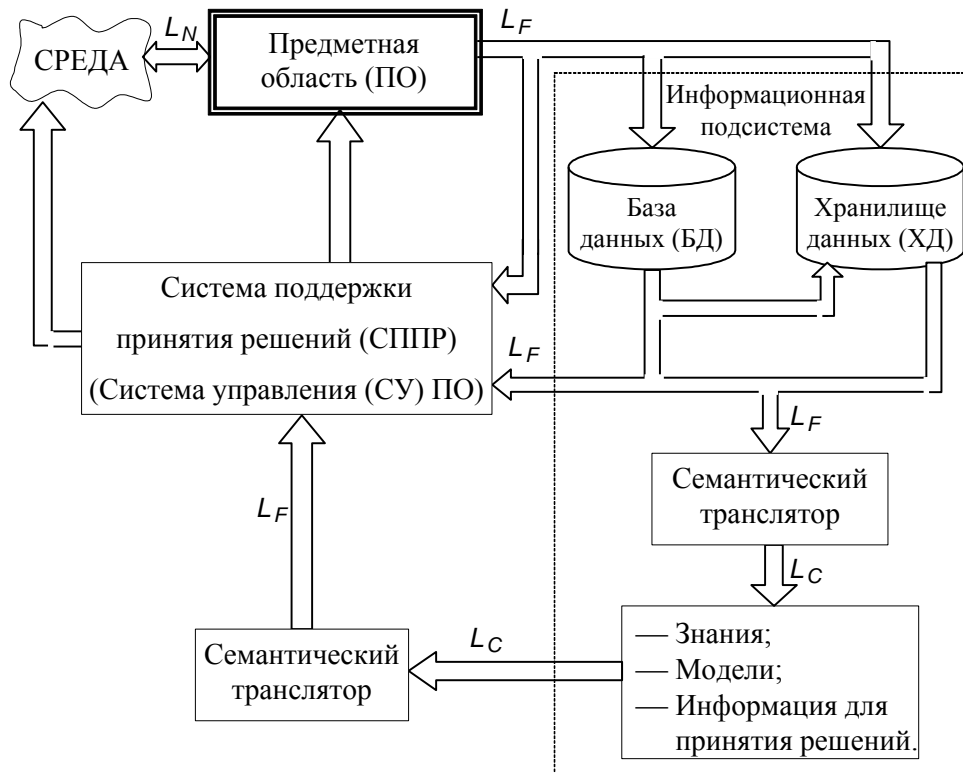 СРЕДА
L_N
Предметная
область (ПО)
L_F
Информационная
подсистема
База
данных (БД)
Хранилище
данных (ХД)
Система поддержки
принятия решений (СППР)
(Система управления (СУ) ПО)
L_F
L_F
Семантический
транслятор
L_F
L_C
Семантический
транслятор
L_C
— Знания;
— Модели;
— Информация для
принятия решений.